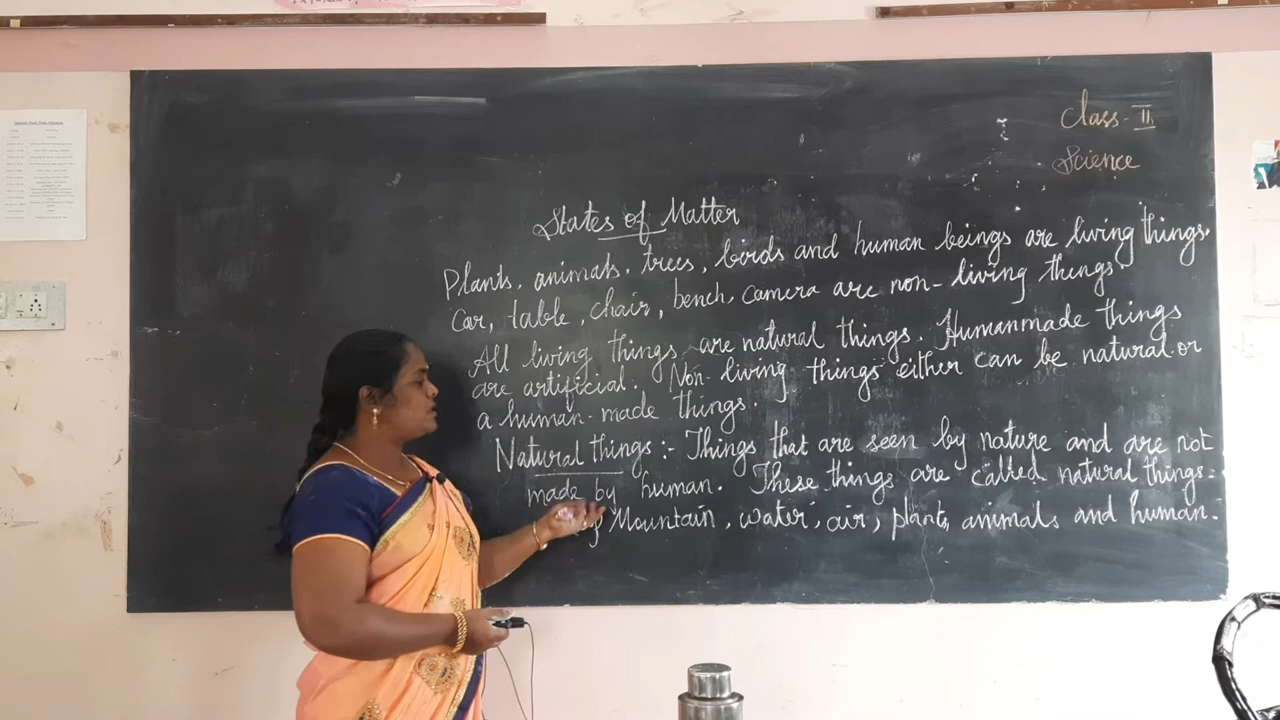 Class - II
Science
States of Matter
Plants, animals, trees, birds and human beings are living things.
Car, table, chair, bench, camera are non-living things.
All living things are natural things. Humanmade things
are artificial. Non-living things either can be natural or
a human-made things.
Natural things :- Things that are seen by nature and are not
made by human. These things are called natural things.
Mountain, water, air, plants, animals and human.